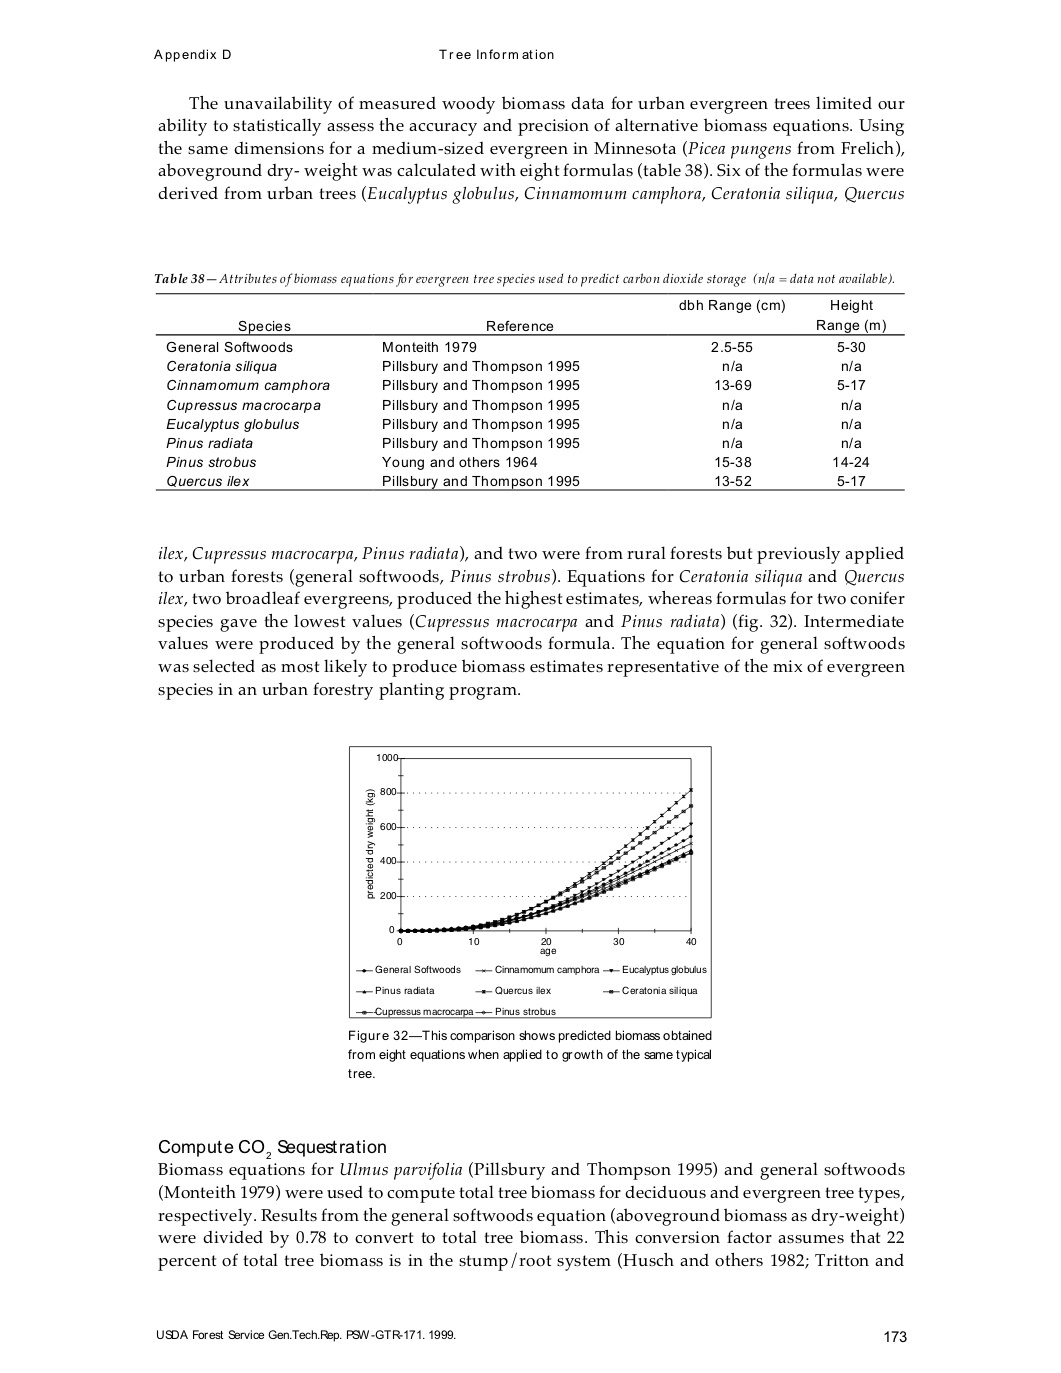 Appendix D Tree Information
The unavailability of measured woody biomass data for urban evergreen trees limited our
ability to statistically assess the accuracy and precision of alternative biomass equations. Using
the same dimensions for a medium-sized evergreen in Minnesota (Picea pungens from Frelich),
aboveground dry- weight was calculated with eight formulas (table 38). Six of the formulas were
derived from urban trees (Eucalyptus globulus, Cinnamomum camphora, Ceratonia siliqua, Quercus
Table 38—Attributes of biomass equations for evergreen tree species used to predict carbon dioxide storage (n/a = data not available).
dbh Range (cm) Height
Species Reference Range (m)
General Softwoods Monteith 1979 2.5-55 5-30
Ceratonia siliqua Pillsbury and Thompson 1995 n/a n/a
Cinnamomum camphora Pillsbury and Thompson 1995 13-69 5-17
Cupressus macrocarpa Pillsbury and Thompson 1995 n/a n/a
Eucalyptus globulus Pillsbury and Thompson 1995 n/a n/a
Pinus radiata Pillsbury and Thompson 1995 n/a n/a
Pinus strobus Young and others 1964 15-38 14-24
Quercus ilex Pillsbury and Thompson 1995 13-52 5-17
ilex, Cupressus macrocarpa, Pinus radiata), and two were from rural forests but previously applied
to urban forests (general softwoods, Pinus strobus). Equations for Ceratonia siliqua and Quercus
ilex, two broadleaf evergreens, produced the highest estimates, whereas formulas for two conifer
species gave the lowest values (Cupressus macrocarpa and Pinus radiata) (fig. 32). Intermediate
values were produced by the general softwoods formula. The equation for general softwoods
was selected as most likely to produce biomass estimates representative of the mix of evergreen
species in an urban forestry planting program.
1000
800
600
400
200
0
predicted dry weight (kg)
0 10 20 30 40
age
General Softwoods Cinnamomum camphora Eucalyptus globulus
Pinus radiata Quercus ilex Ceratonia siliqua
Cupressus macrocarpa Pinus strobus
Figure 32—This comparison shows predicted biomass obtained
from eight equations when applied to growth of the same typical
tree.
Compute CO2 Sequestration
Biomass equations for Ulmus parvifolia (Pillsbury and Thompson 1995) and general softwoods
(Monteith 1979) were used to compute total tree biomass for deciduous and evergreen tree types,
respectively. Results from the general softwoods equation (aboveground biomass as dry-weight)
were divided by 0.78 to convert to total tree biomass. This conversion factor assumes that 22
percent of total tree biomass is in the stump/root system (Husch and others 1982; Tritton and
USDA Forest Service Gen.Tech.Rep. PSW-GTR-171. 1999. 173